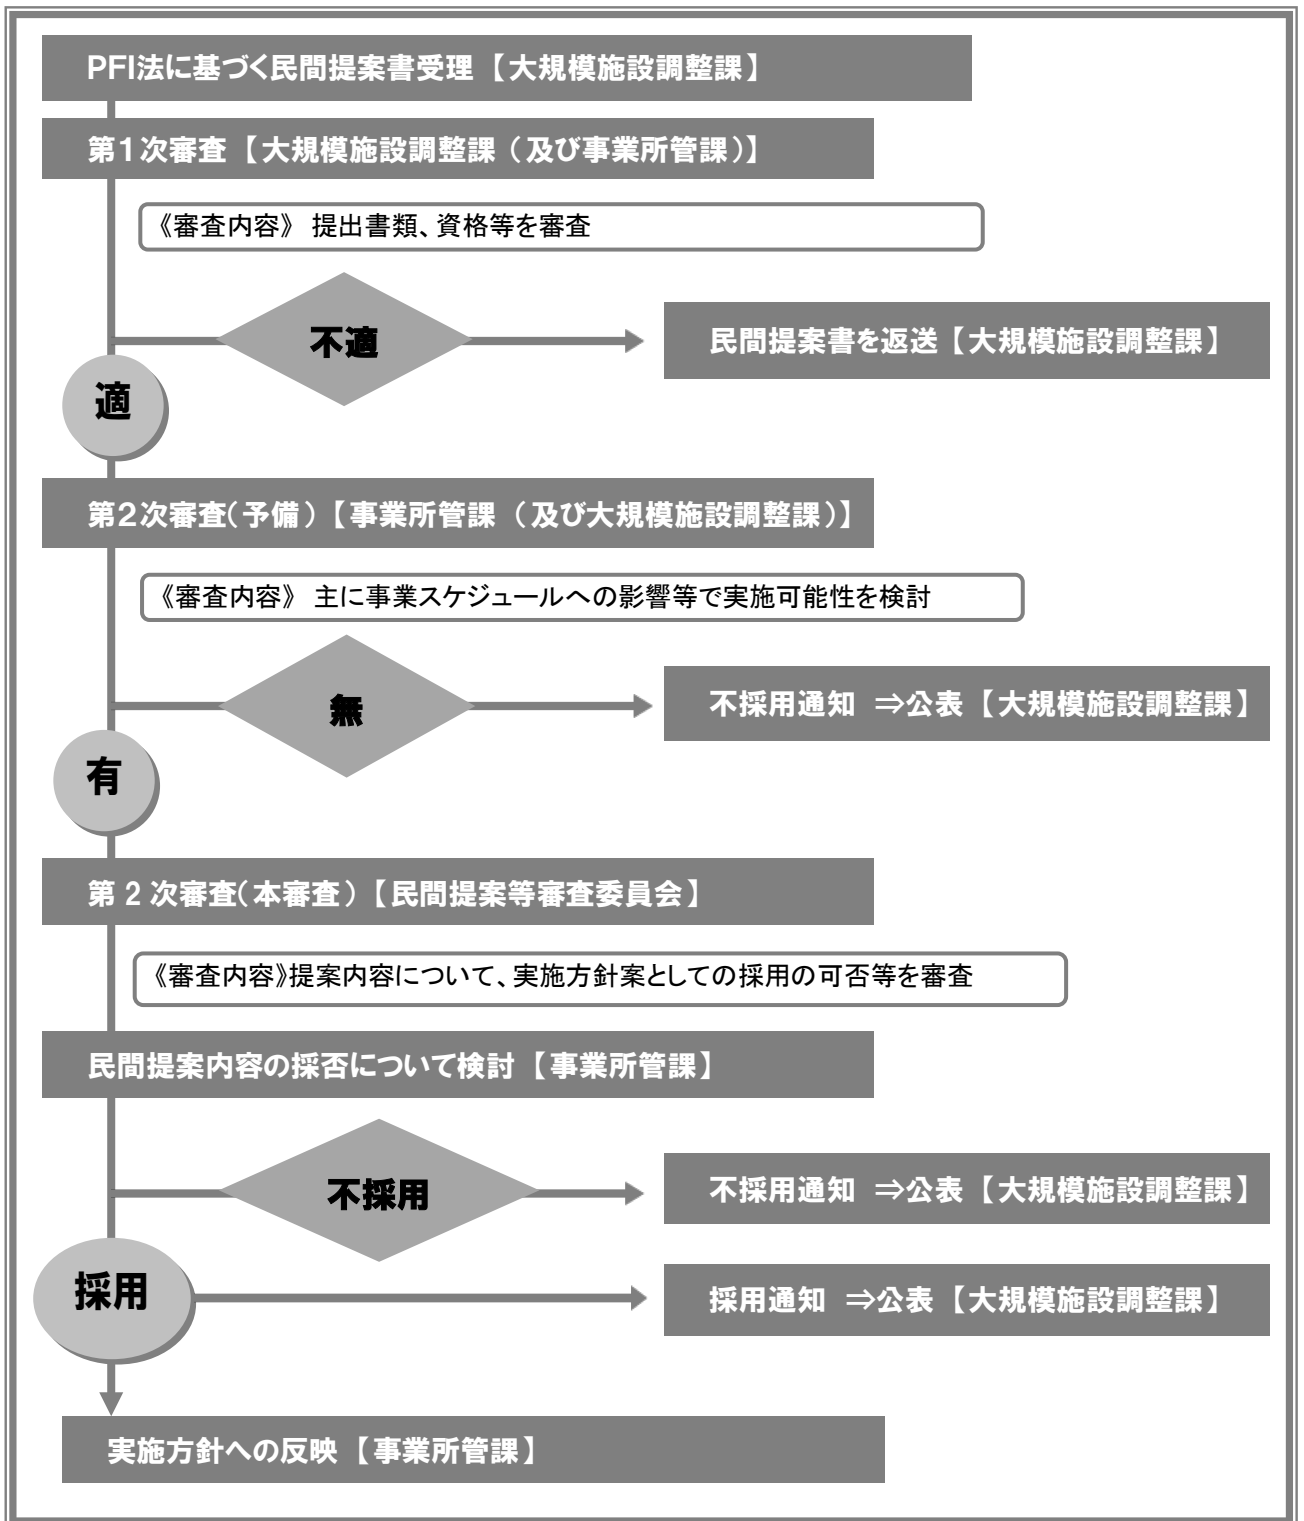 PFI法に基づく民間提案書受理【大規模施設調整課】
第1次審査【大規模施設調整課（及び事業所管課）】
《審査内容》 提出書類、資格等を審査
不適
民間提案書を返送【大規模施設調整課】
適
第2次審査（予備）【事業所管課（及び大規模施設調整課）】
《審査内容》 主に事業スケジュールへの影響等で実施可能性を検討
無
不採用通知 ⇒公表【大規模施設調整課】
有
第 2 次審査（本審査）【民間提案等審査委員会】
《審査内容》提案内容について、実施方針案としての採用の可否等を審査
民間提案内容の採否について検討【事業所管課】
不採用
不採用通知 ⇒公表【大規模施設調整課】
採用
採用通知 ⇒公表【大規模施設調整課】
実施方針への反映【事業所管課】